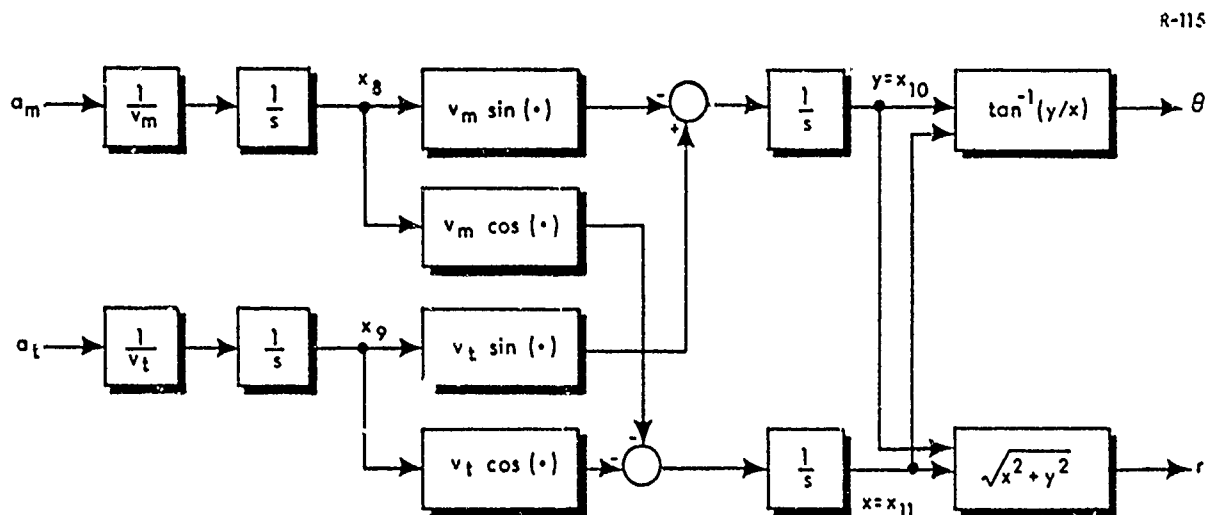 R-115
a_m
1/v_m
1/s
x_8
v_m sin (·)
-
+
1/s
y=x_10
tan^-1 (y/x)
θ
v_m cos (·)
a_t
1/v_t
1/s
x_9
v_t sin (·)
v_t cos (·)
-
-
1/s
x=x_11
√x^2+y^2
r